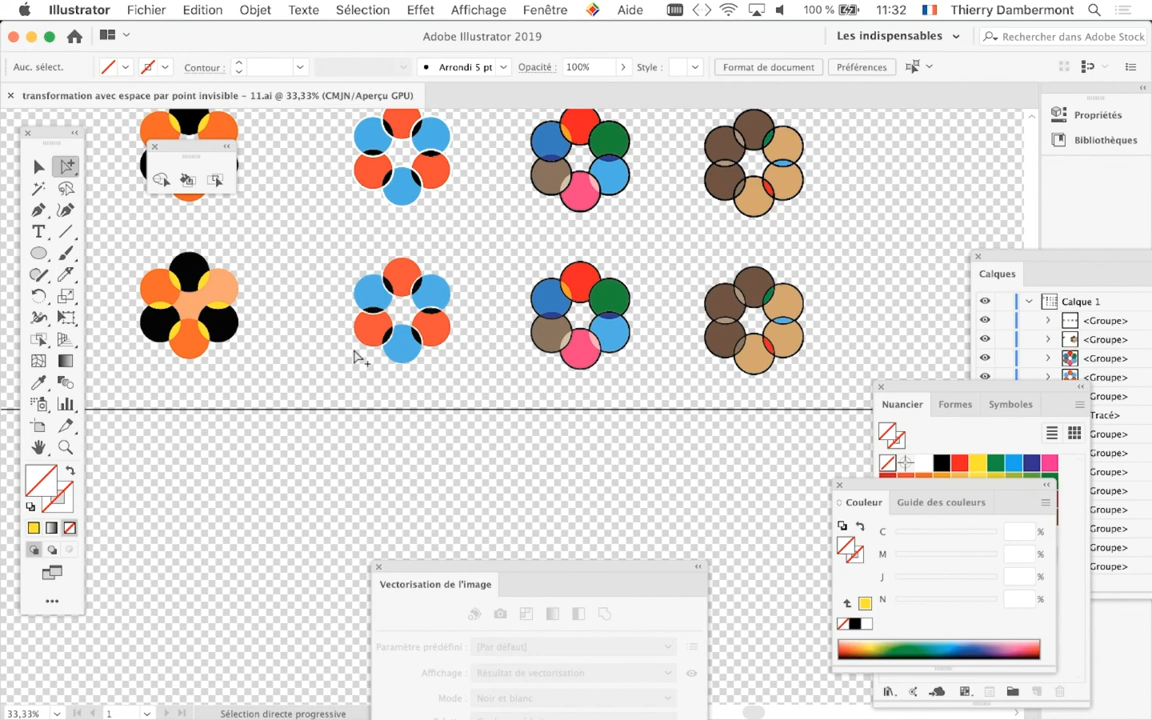 Illustrator Fichier Edition Objet Texte Sélection Effet Affichage Fenêtre Aide 100 % 11:32 Thierry Dambermont
Adobe Illustrator 2019 Les indispensables Rechercher dans Adobe Stock
Auc. sélect. Contour : Arrondi 5 pt Opacité : 100% Style : Format de document Préférences
transformation avec espace par point invisible - 11.ai @ 33,33% (CMJN/Aperçu GPU)
Propriétés
Bibliothèques
Calques
Calque 1
<Groupe>
<Groupe>
<Groupe>
<Groupe>
Nuancier Formes Symboles
Groupe>
Tracé>
Groupe>
Groupe>
Groupe>
Groupe>
Groupe>
Groupe>
Groupe>
Groupe>
Couleur Guide des couleurs
C %
M %
J %
N %
Vectorisation de l'image
Paramètre prédéfini : [Par défaut]
Affichage : Résultat de vectorisation
Mode : Noir et blanc
33,33% 1 Sélection directe progressive